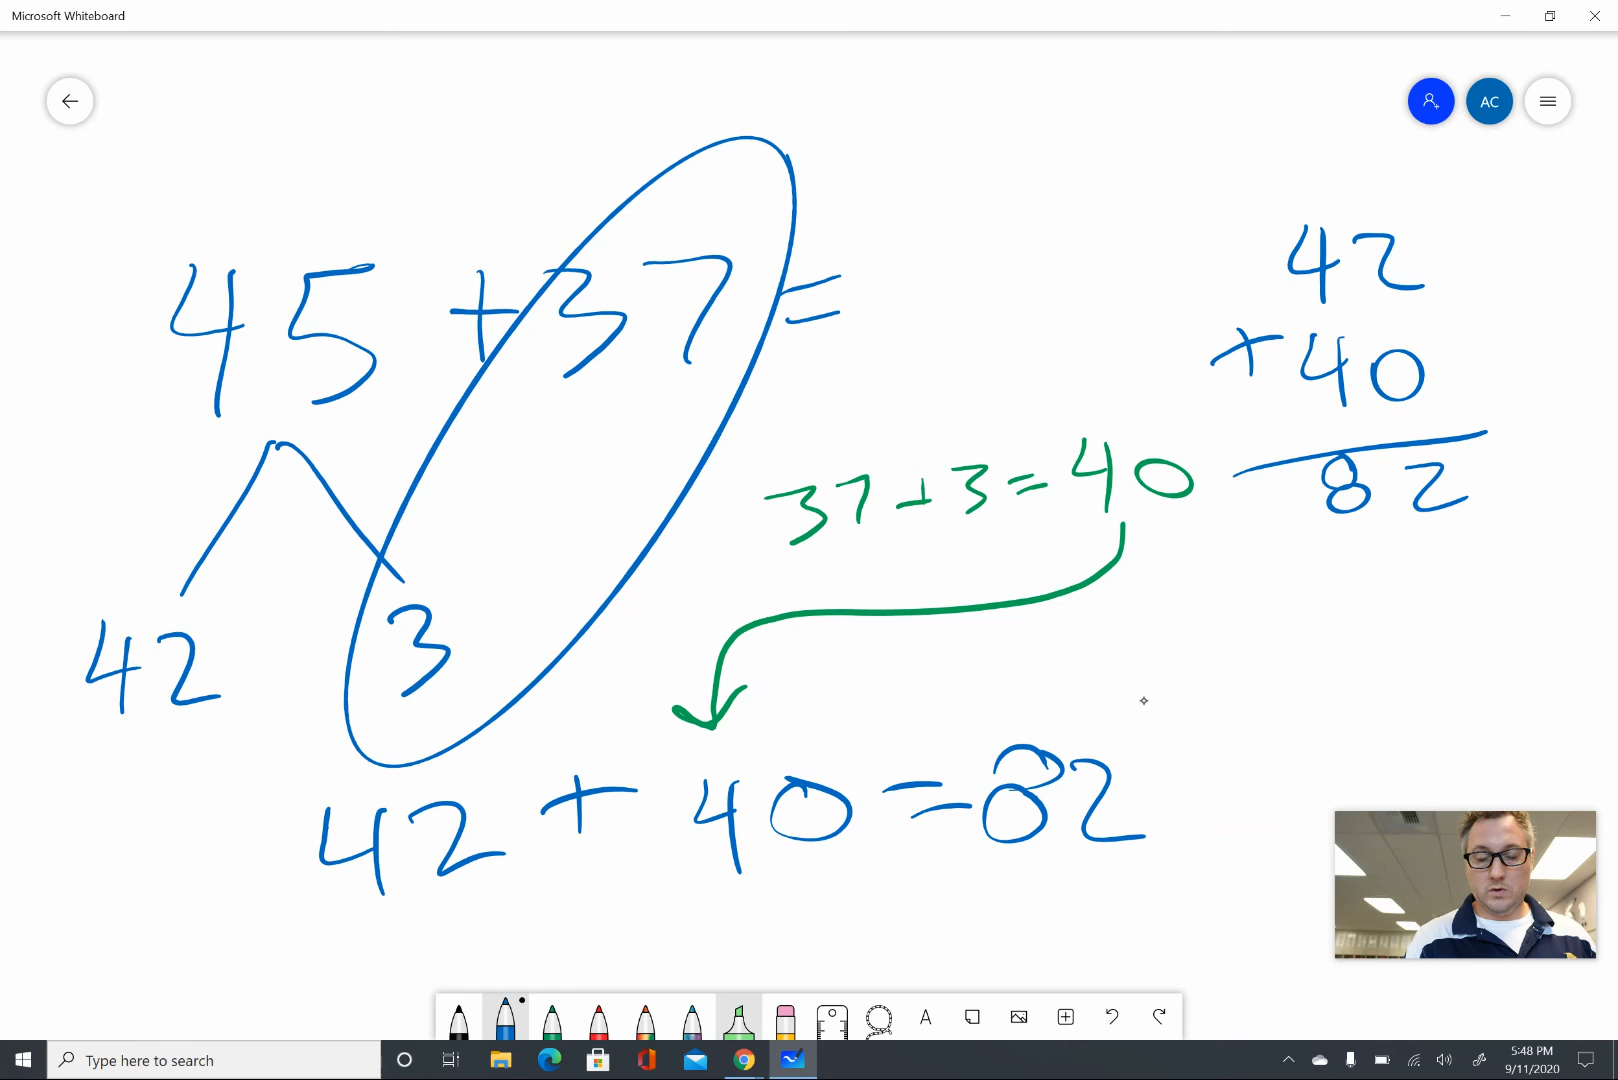 Microsoft Whiteboard
AC
45 + 37 =
42 3
37 + 3 = 40
42
+ 40
82
42 + 40 = 82
A
Type here to search
5:48 PM
9/11/2020